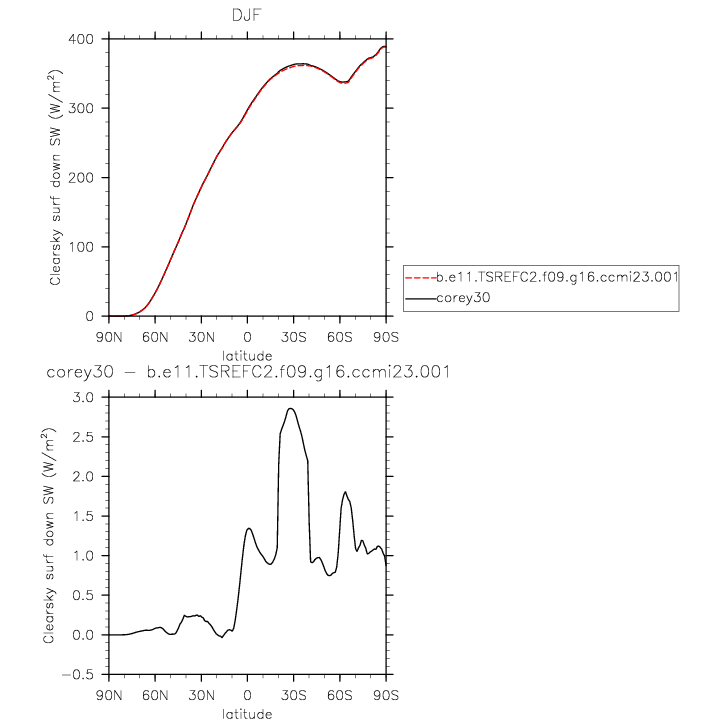 DJF
Clearsky surf down SW (W/m²)
400
300
200
100
0
90N 60N 30N 0 30S 60S 90S
latitude
b.e11.TSREFC2.f09.g16.ccmi23.001
corey30
corey30 − b.e11.TSREFC2.f09.g16.ccmi23.001
Clearsky surf down SW (W/m²)
3.0
2.5
2.0
1.5
1.0
0.5
0.0
−0.5
90N 60N 30N 0 30S 60S 90S
latitude